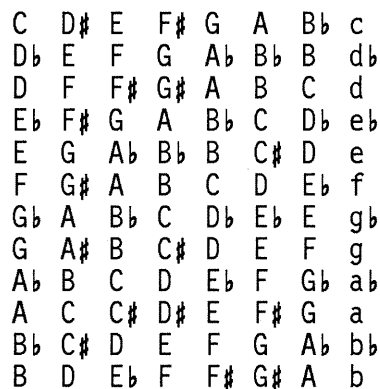 C D♯ E F♯ G A B♭ c
D♭ E F G A♭ B♭ B d♭
D F F♯ G♯ A B C d
E♭ F♯ G A B♭ C D♭ e♭
E G A♭ B♭ B C♯ D e
F G♯ A B C D E♭ f
G♭ A B♭ C D♭ E♭ E g♭
G A♯ B C♯ D E F g
A♭ B C D E♭ F G♭ a♭
A C C♯ D♯ E F♯ G a
B♭ C♯ D E F G A♭ b♭
B D E♭ F F♯ G♯ A b